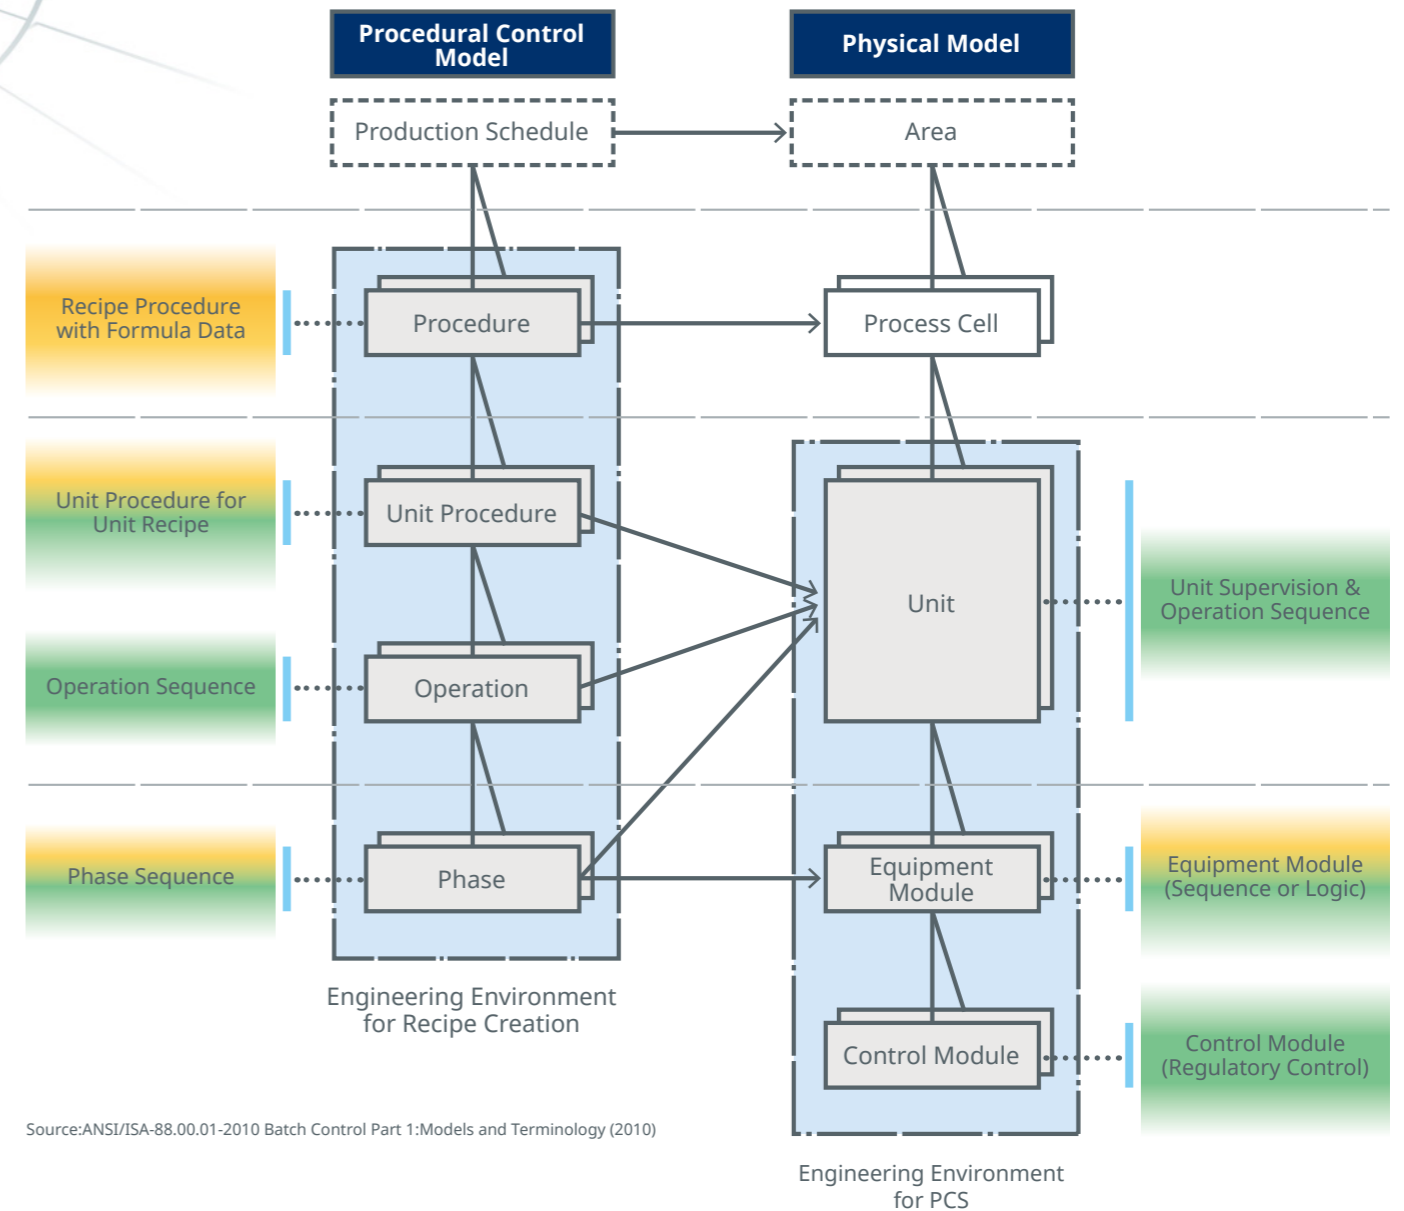 Procedural Control
Model
Physical Model
Production Schedule
Area
Recipe Procedure
with Formula Data
Procedure
Process Cell
Unit Procedure for
Unit Recipe
Unit Procedure
Unit
Unit Supervision &
Operation Sequence
Operation Sequence
Operation
Phase Sequence
Phase
Equipment
Module
Equipment Module
(Sequence or Logic)
Engineering Environment
for Recipe Creation
Control Module
Control Module
(Regulatory Control)
Source:ANSI/ISA-88.00.01-2010 Batch Control Part 1:Models and Terminology (2010)
Engineering Environment
for PCS